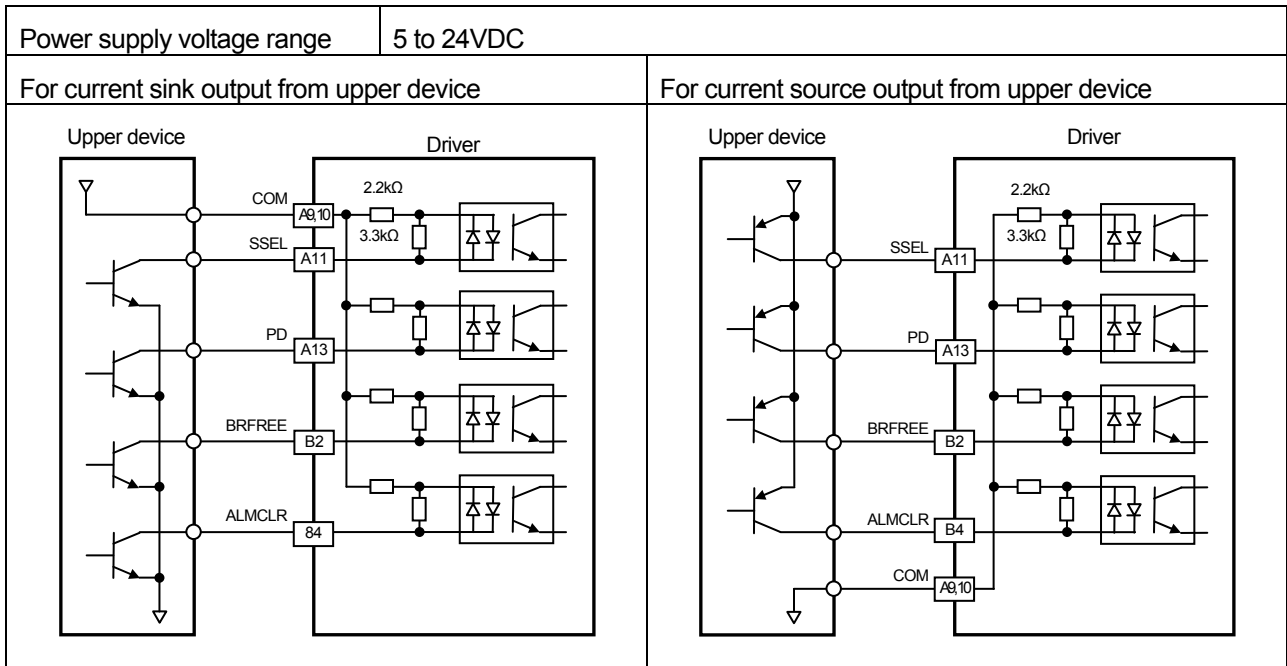 Power supply voltage range 5 to 24VDC
For current sink output from upper device
Upper device
Driver
COM
A9,10
2.2kΩ
3.3kΩ
SSEL
A11
PD
A13
BRFREE
B2
ALMCLR
84
For current source output from upper device
Upper device
Driver
2.2kΩ
3.3kΩ
SSEL
A11
PD
A13
BRFREE
B2
ALMCLR
B4
COM
A9,10